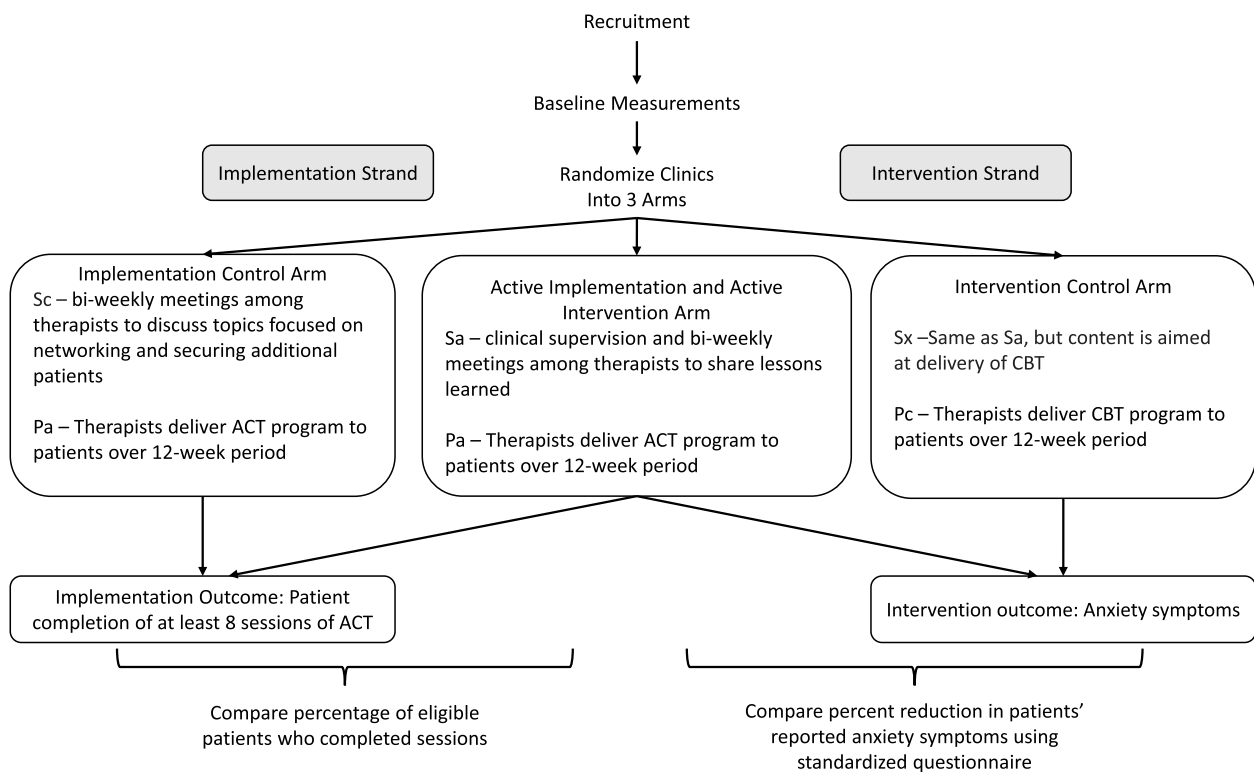 Recruitment
Baseline Measurements
Implementation Strand
Randomize Clinics
Into 3 Arms
Intervention Strand
Implementation Control Arm
Sc – bi-weekly meetings among
therapists to discuss topics focused on
networking and securing additional
patients
Pa – Therapists deliver ACT program to
patients over 12-week period
Active Implementation and Active
Intervention Arm
Sa – clinical supervision and bi-weekly
meetings among therapists to share lessons
learned
Pa – Therapists deliver ACT program to
patients over 12-week period
Intervention Control Arm
Sx –Same as Sa, but content is aimed
at delivery of CBT
Pc – Therapists deliver CBT program to
patients over 12-week period
Implementation Outcome: Patient
completion of at least 8 sessions of ACT
Intervention outcome: Anxiety symptoms
Compare percentage of eligible
patients who completed sessions
Compare percent reduction in patients’
reported anxiety symptoms using
standardized questionnaire